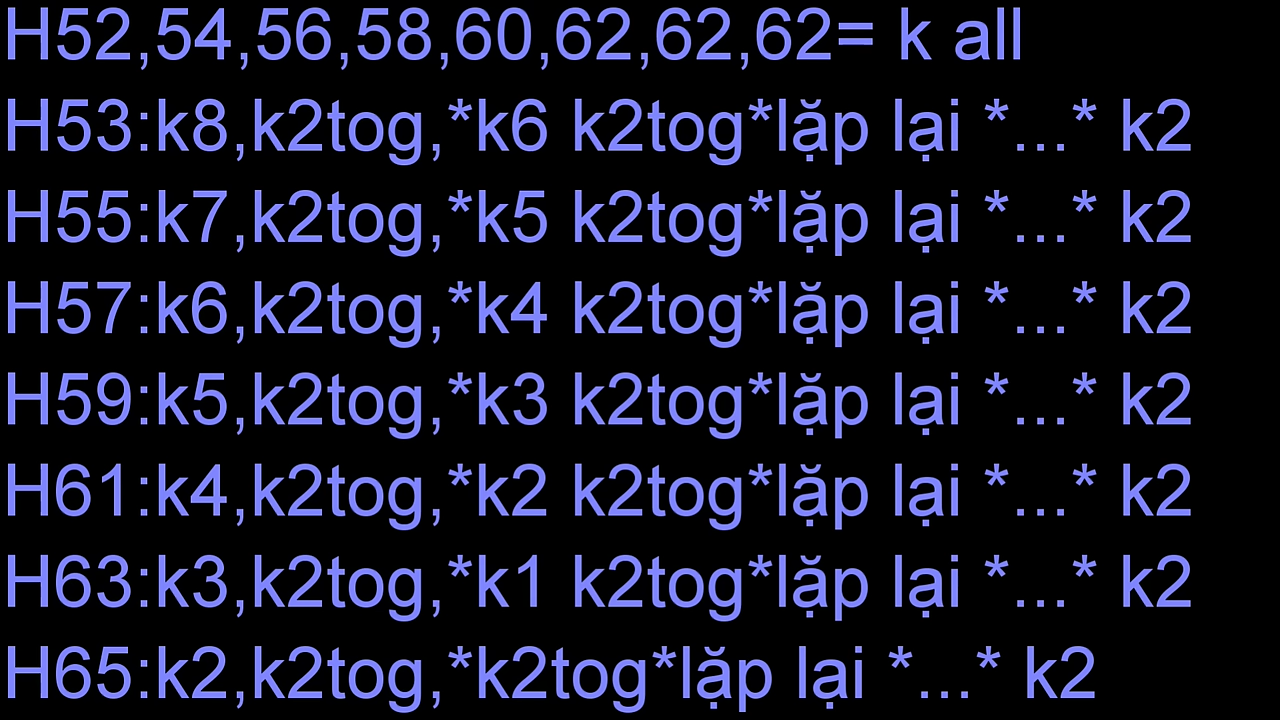 H52,54,56,58,60,62,62,62= k all
H53:k8,k2tog,*k6 k2tog*lặp lại *...* k2
H55:k7,k2tog,*k5 k2tog*lặp lại *...* k2
H57:k6,k2tog,*k4 k2tog*lặp lại *...* k2
H59:k5,k2tog,*k3 k2tog*lặp lại *...* k2
H61:k4,k2tog,*k2 k2tog*lặp lại *...* k2
H63:k3,k2tog,*k1 k2tog*lặp lại *...* k2
H65:k2,k2tog,*k2tog*lặp lại *...* k2